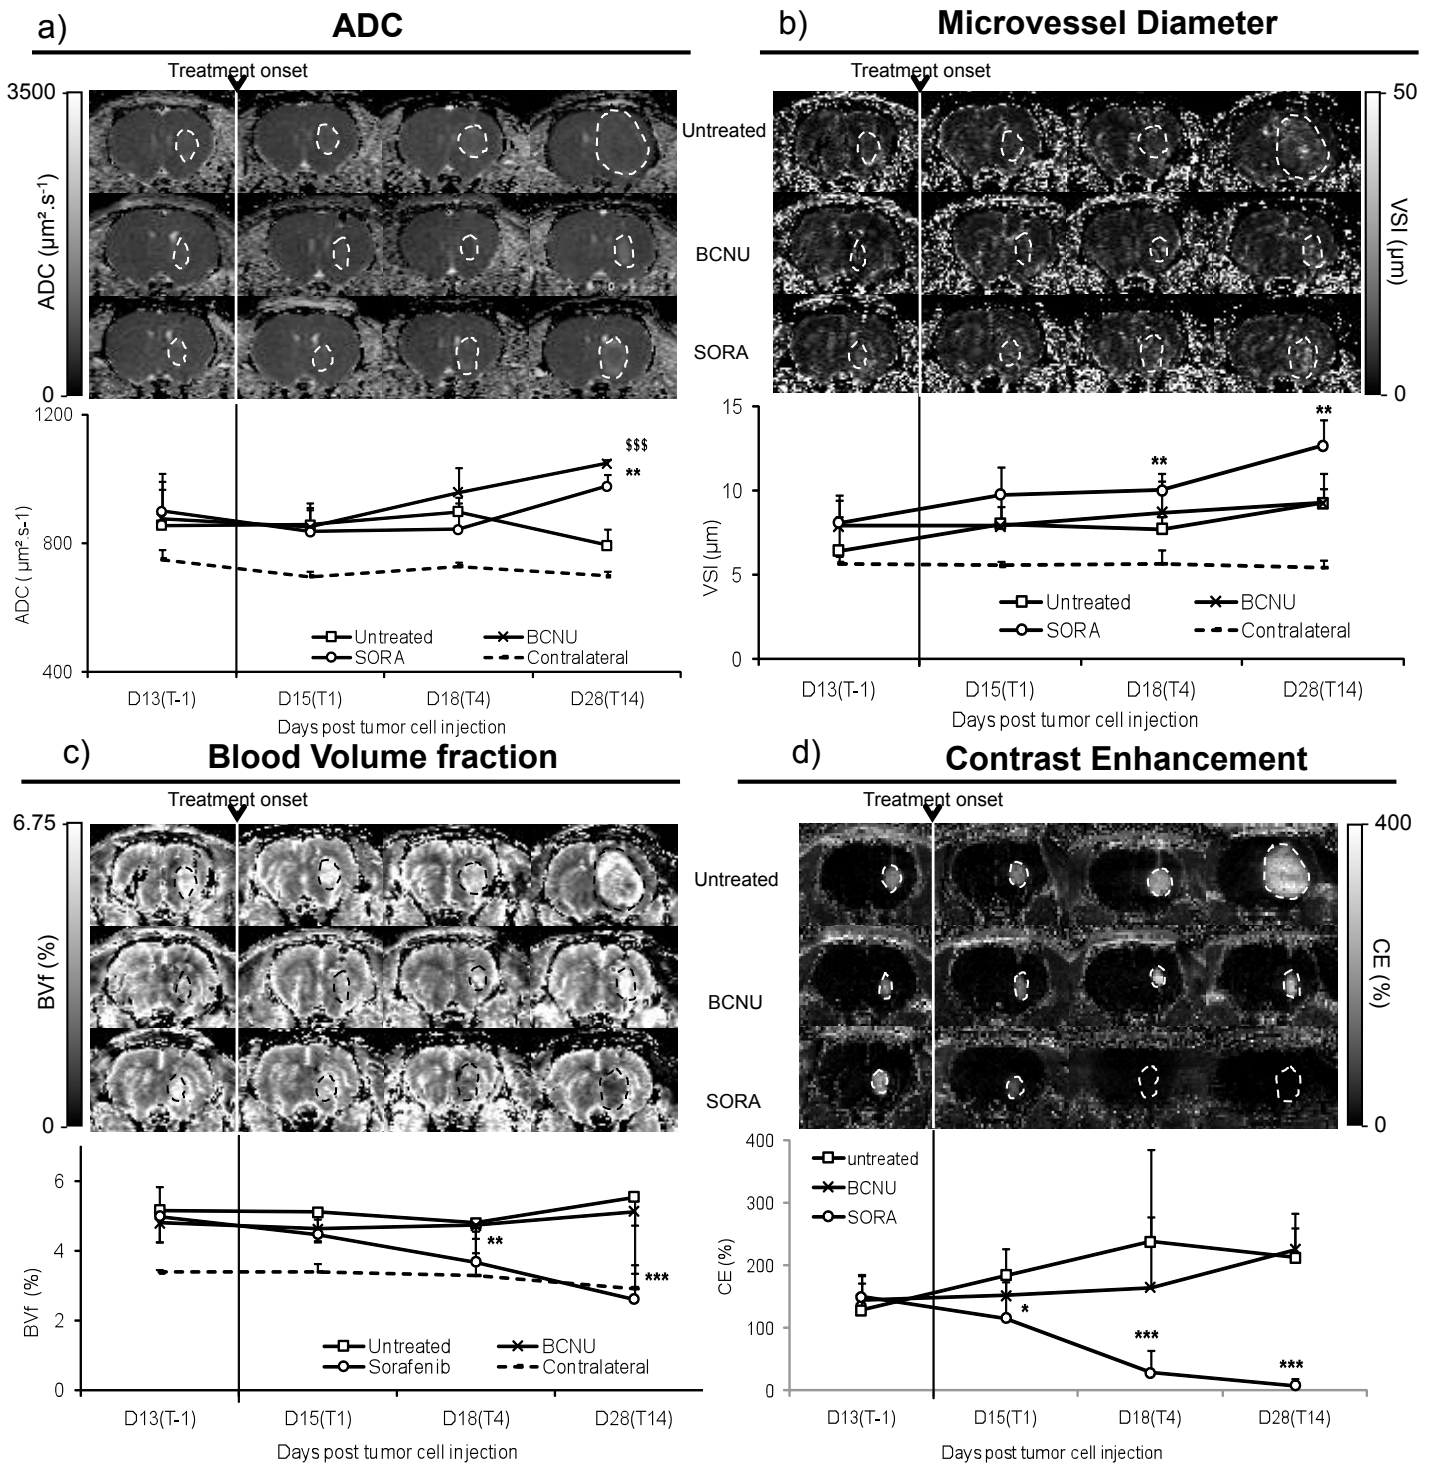 a) ADC
Treatment onset
3500
ADC (µm².s-1)
0
Untreated
BCNU
SORA
1200
800
400
ADC ( µm².s-1)
$$$
**
Untreated BCNU
SORA Contralateral
D13(T-1) D15(T1) D18(T4) D28(T14)
Days post tumor cell injection
b) Microvessel Diameter
Treatment onset
50
VSI (µm)
0
15
10
5
0
VSI (µm)
**
**
Untreated BCNU
SORA Contralateral
D13(T-1) D15(T1) D18(T4) D28(T14)
Days post tumor cell injection
c) Blood Volume fraction
Treatment onset
6.75
BVf (%)
0
Untreated
BCNU
SORA
6
4
2
0
BVf (%)
**
***
Untreated BCNU
Sorafenib Contralateral
D13(T-1) D15(T1) D18(T4) D28(T14)
Days post tumor cell injection
d) Contrast Enhancement
Treatment onset
400
CE (%)
0
400
300
200
100
0
CE (%)
untreated
BCNU
SORA
*
***
***
D13(T-1) D15(T1) D18(T4) D28(T14)
Days post tumor cell injection